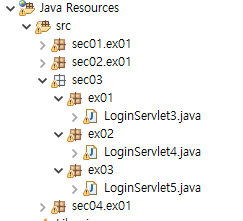 Java Resources
src
sec01.ex01
sec02.ex01
sec03
ex01
LoginServlet3.java
ex02
LoginServlet4.java
ex03
LoginServlet5.java
sec04.ex01